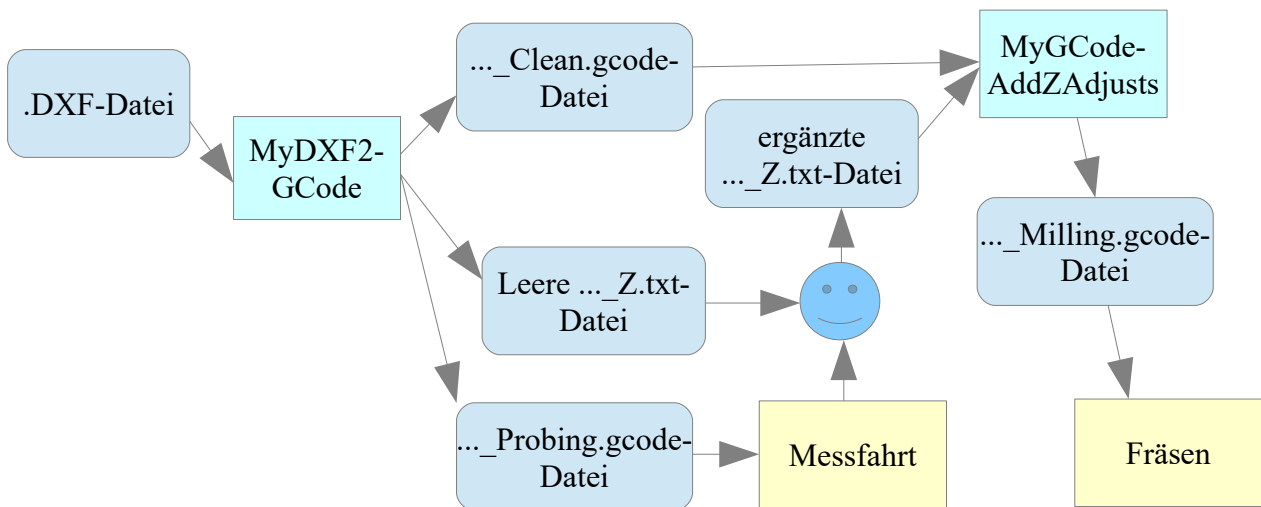 .DXF-Datei
MyDXF2-
GCode
..._Clean.gcode-
Datei
Leere ..._Z.txt-
Datei
..._Probing.gcode-
Datei
Messfahrt
ergänzte
..._Z.txt-Datei
MyGCode-
AddZAdjusts
..._Milling.gcode-
Datei
Fräsen